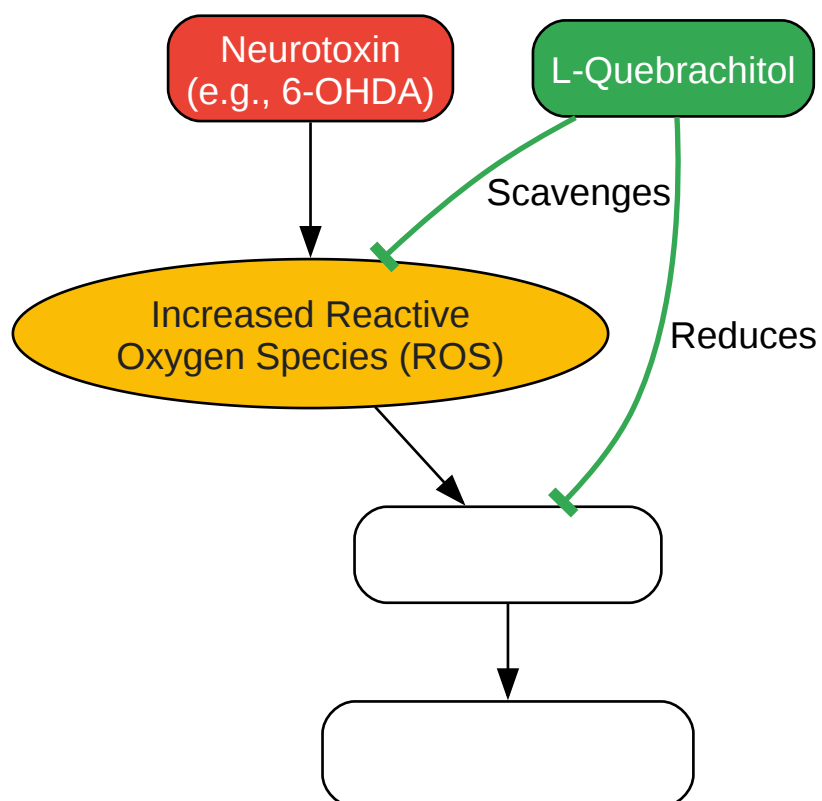 Neurotoxin
(e.g., 6-OHDA)
L-Quebrachitol
Scavenges
Increased Reactive
Oxygen Species (ROS)
Reduces